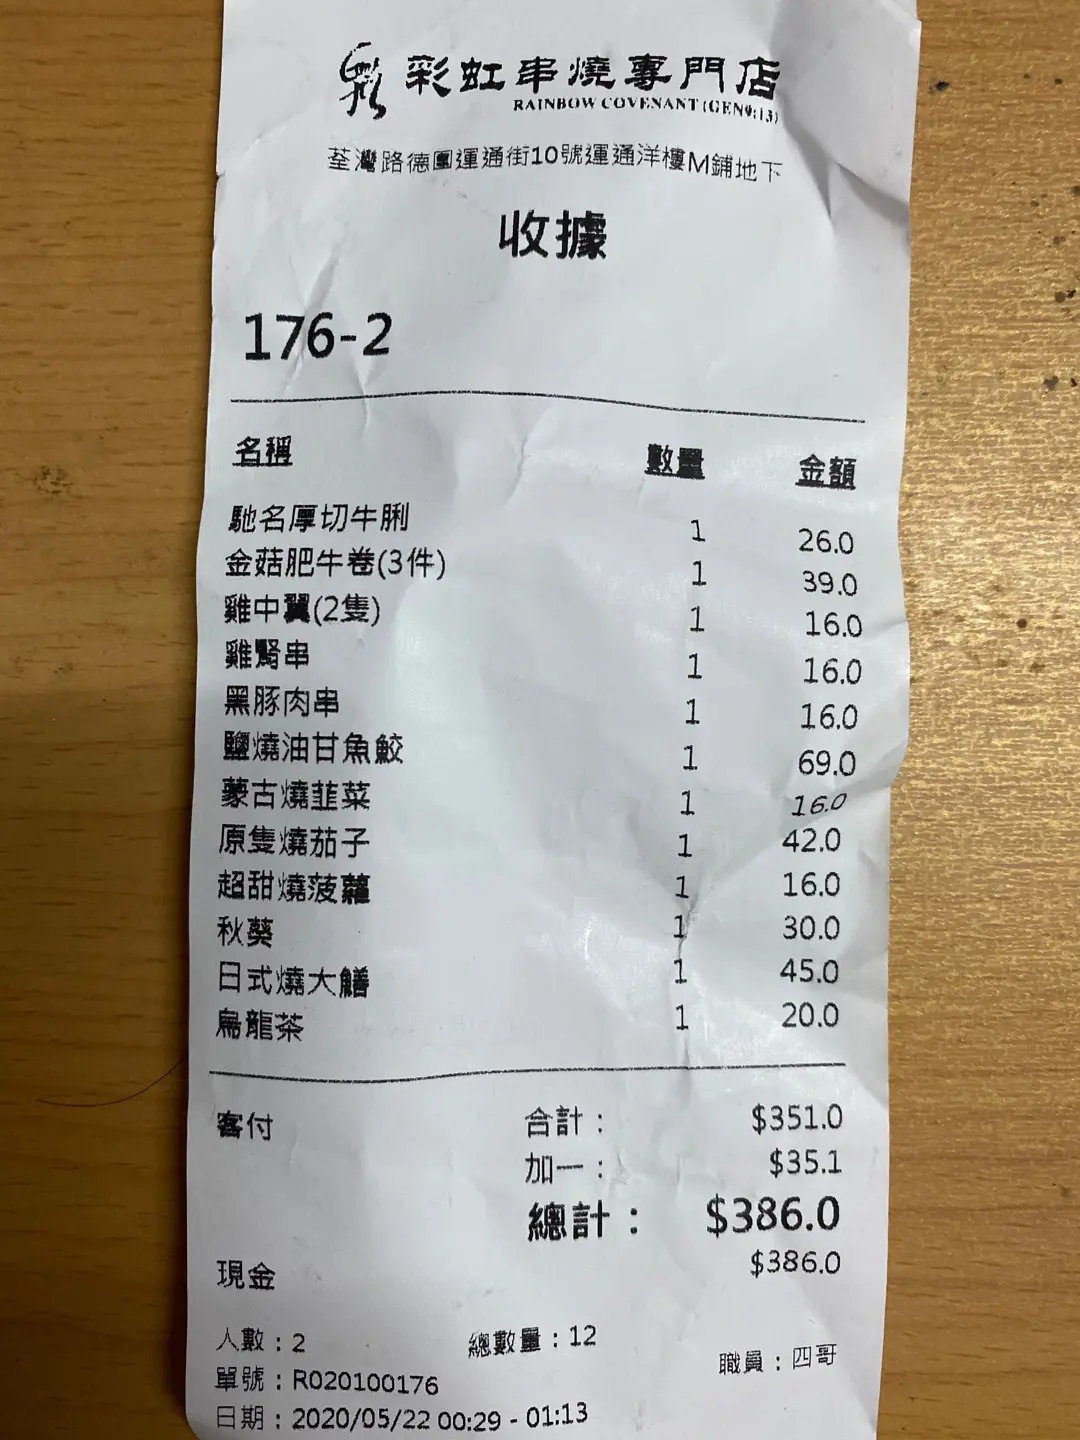 彩 彩虹串燒專門店
RAINBOW COVENANT (GEN9:13)
荃灣路德圍運通街10號運通洋樓M鋪地下
收據
176-2
名稱 數量 金額
馳名厚切牛脷 1 26.0
金菇肥牛卷(3件) 1 39.0
雞中翼(2隻) 1 16.0
雞腎串 1 16.0
黑豚肉串 1 16.0
鹽燒油甘魚鮫 1 69.0
蒙古燒韮菜 1 16.0
原隻燒茄子 1 42.0
超甜燒菠蘿 1 16.0
秋葵 1 30.0
日式燒大鱔 1 45.0
烏龍茶 1 20.0
客付 合計： $351.0
加一： $35.1
總計： $386.0
現金 $386.0
人數：2 總數量：12 職員：四哥
單號：R020100176
日期：2020/05/22 00:29 - 01:13